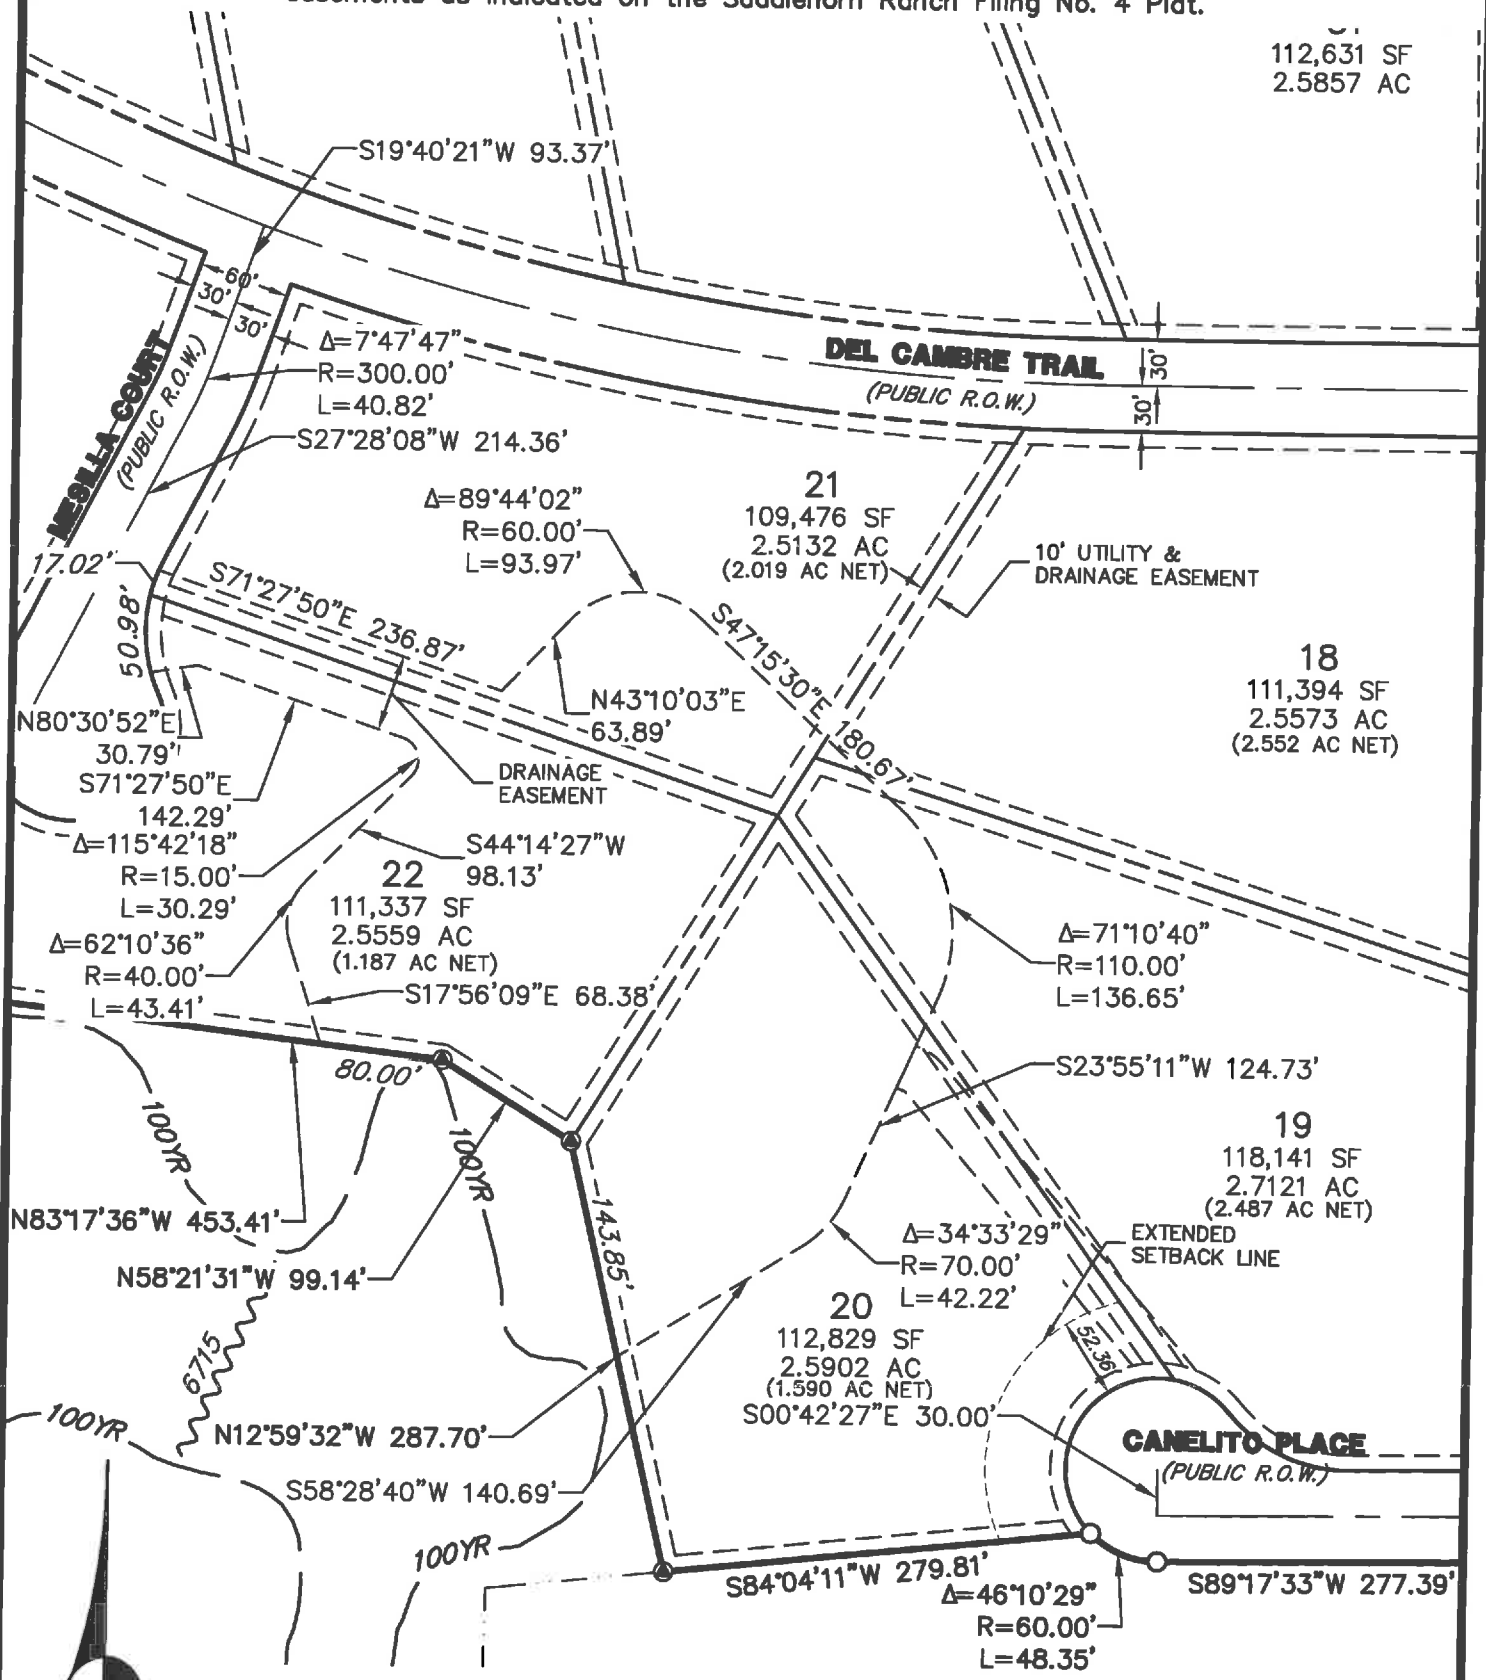 Easements as indicated on the Saddlehorn Ranch Filing No. 4 Plat.
112,631 SF
2.5857 AC
S19°40'21"W 93.37'
60'
30'
30'
Δ=7°47'47"
R=300.00'
L=40.82'
S27°28'08"W 214.36'
MESILLA COURT
(PUBLIC R.O.W.)
DEL CAMBRE TRAIL
(PUBLIC R.O.W.)
30'
30'
Δ=89°44'02"
R=60.00'
L=93.97'
21
109,476 SF
2.5132 AC
(2.019 AC NET)
10' UTILITY &
DRAINAGE EASEMENT
17.02'
50.98'
S71°27'50"E 236.87'
S47°15'30"E 180.67'
N43°10'03"E
63.89'
18
111,394 SF
2.5573 AC
(2.552 AC NET)
N80°30'52"E
30.79'
S71°27'50"E
142.29'
DRAINAGE
EASEMENT
Δ=115°42'18"
R=15.00'
L=30.29'
S44°14'27"W
98.13'
22
111,337 SF
2.5559 AC
(1.187 AC NET)
Δ=62°10'36"
R=40.00'
L=43.41'
S17°56'09"E 68.38'
Δ=71°10'40"
R=110.00'
L=136.65'
80.00'
S23°55'11"W 124.73'
100YR
100YR
19
118,141 SF
2.7121 AC
(2.487 AC NET)
N83°17'36"W 453.41'
N58°21'31"W 99.14'
143.85'
Δ=34°33'29"
R=70.00'
L=42.22'
EXTENDED
SETBACK LINE
20
112,829 SF
2.5902 AC
(1.590 AC NET)
52.36'
6715
100YR
S00°42'27"E 30.00'
N12°59'32"W 287.70'
CANELITO PLACE
(PUBLIC R.O.W.)
S58°28'40"W 140.69'
100YR
S84°04'11"W 279.81'
S89°17'33"W 277.39'
Δ=46°10'29"
R=60.00'
L=48.35'